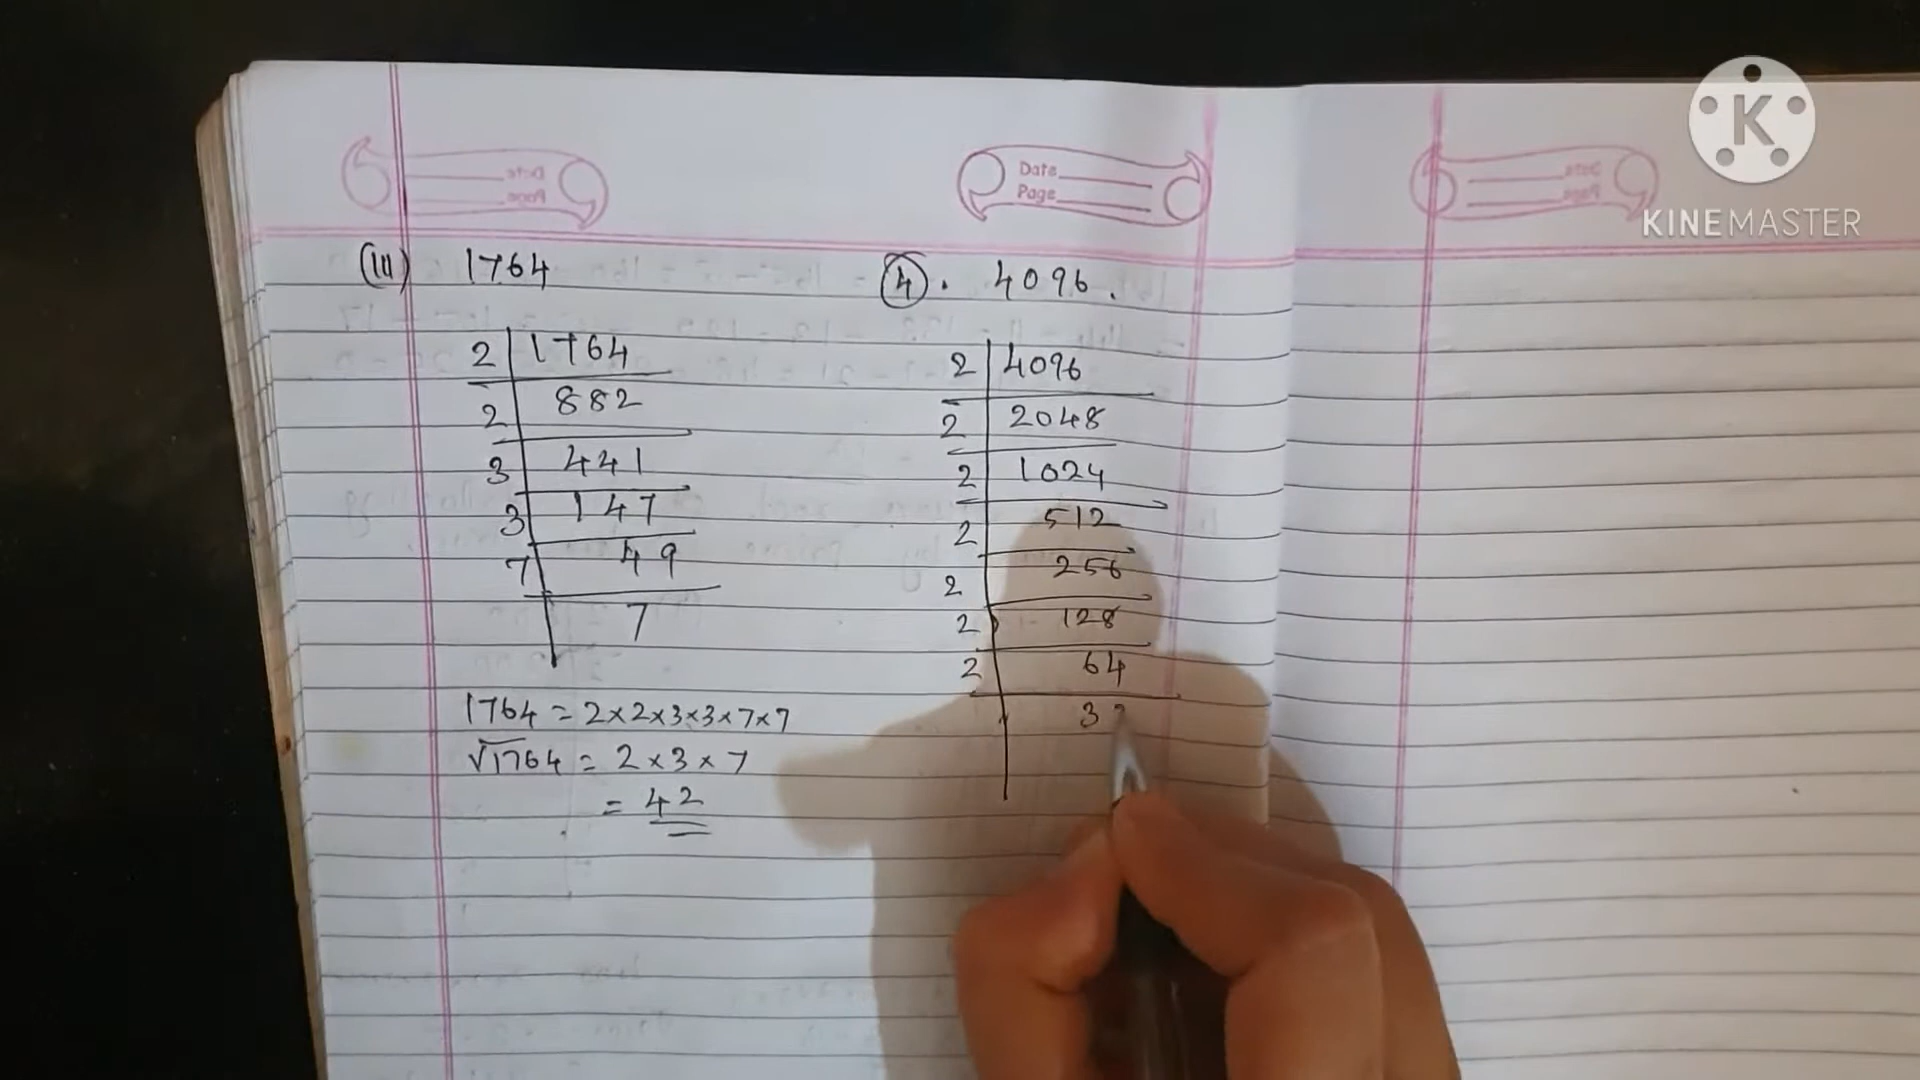 K
KINEMASTER
Date
Page
(iii) 1764
2 | 1764
2 | 882
3 | 441
3 | 147
7 | 49
7
1764 = 2×2×3×3×7×7
√1764 = 2 × 3 × 7
= 42
④. 4096.
2 | 4096
2 | 2048
2 | 1024
2 | 512
2 | 256
2 | 128
2 | 64
3